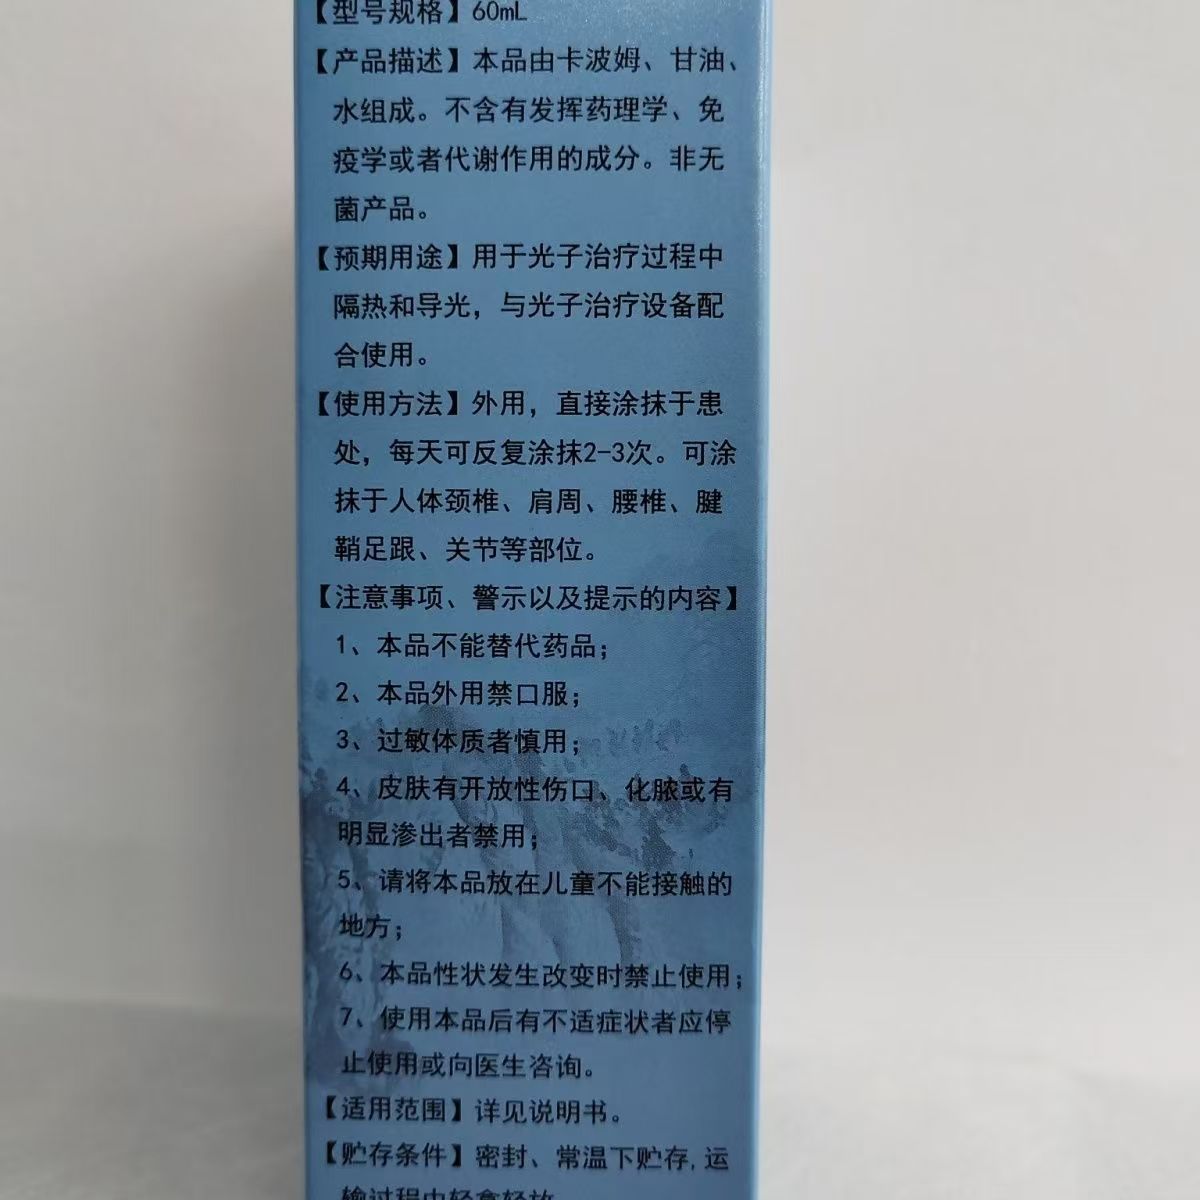 【型号规格】60mL
【产品描述】本品由卡波姆、甘油、
水组成。不含有发挥药理学、免
疫学或者代谢作用的成分。非无
菌产品。
【预期用途】用于光子治疗过程中
隔热和导光，与光子治疗设备配
合使用。
【使用方法】外用，直接涂抹于患
处，每天可反复涂抹2-3次。可涂
抹于人体颈椎、肩周、腰椎、腱
鞘足跟、关节等部位。
【注意事项、警示以及提示的内容】
1、本品不能替代药品；
2、本品外用禁口服；
3、过敏体质者慎用；
4、皮肤有开放性伤口、化脓或有
明显渗出者禁用；
5、请将本品放在儿童不能接触的
地方；
6、本品性状发生改变时禁止使用；
7、使用本品后有不适症状者应停
止使用或向医生咨询。
【适用范围】详见说明书。
【贮存条件】密封、常温下贮存,运
输过程中轻拿轻放